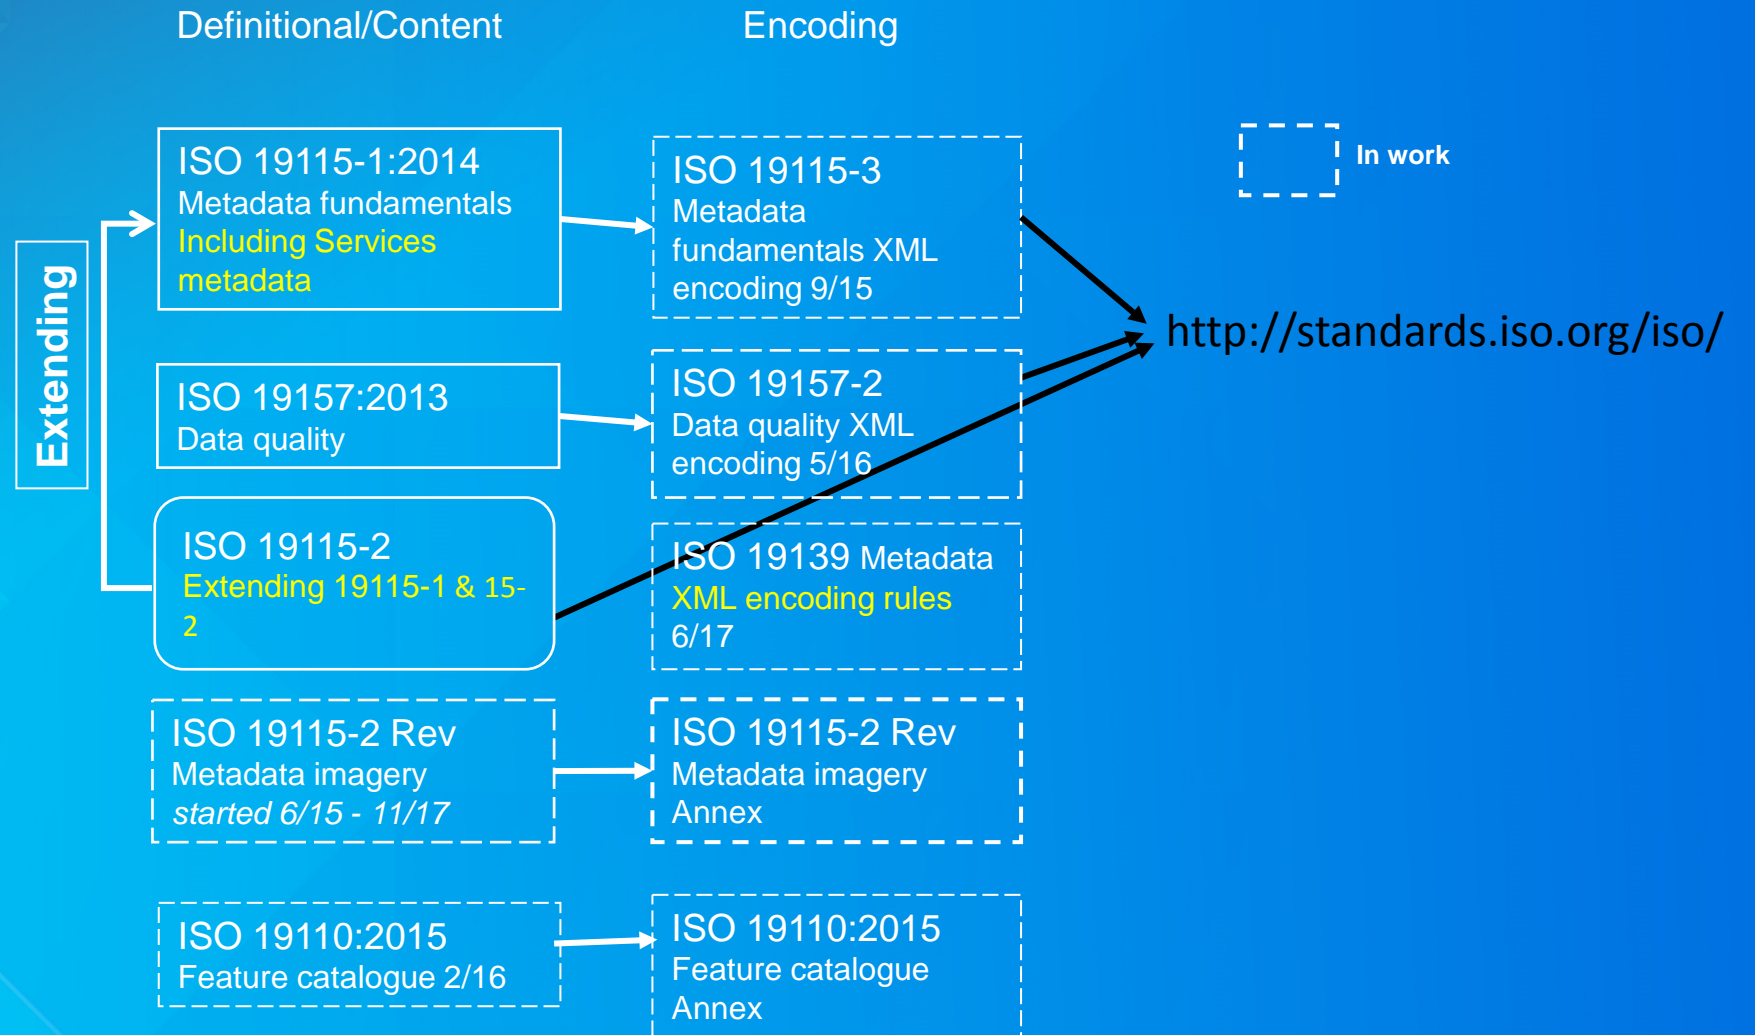 Definitional/Content
Encoding
Extending
ISO 19115-1:2014
Metadata fundamentals
Including Services
metadata
ISO 19115-3
Metadata
fundamentals XML
encoding 9/15
In work
http://standards.iso.org/iso/
ISO 19157:2013
Data quality
ISO 19157-2
Data quality XML
encoding 5/16
ISO 19115-2
Extending 19115-1 & 15-
2
ISO 19139 Metadata
XML encoding rules
6/17
ISO 19115-2 Rev
Metadata imagery
started 6/15 - 11/17
ISO 19115-2 Rev
Metadata imagery
Annex
ISO 19110:2015
Feature catalogue 2/16
ISO 19110:2015
Feature catalogue
Annex